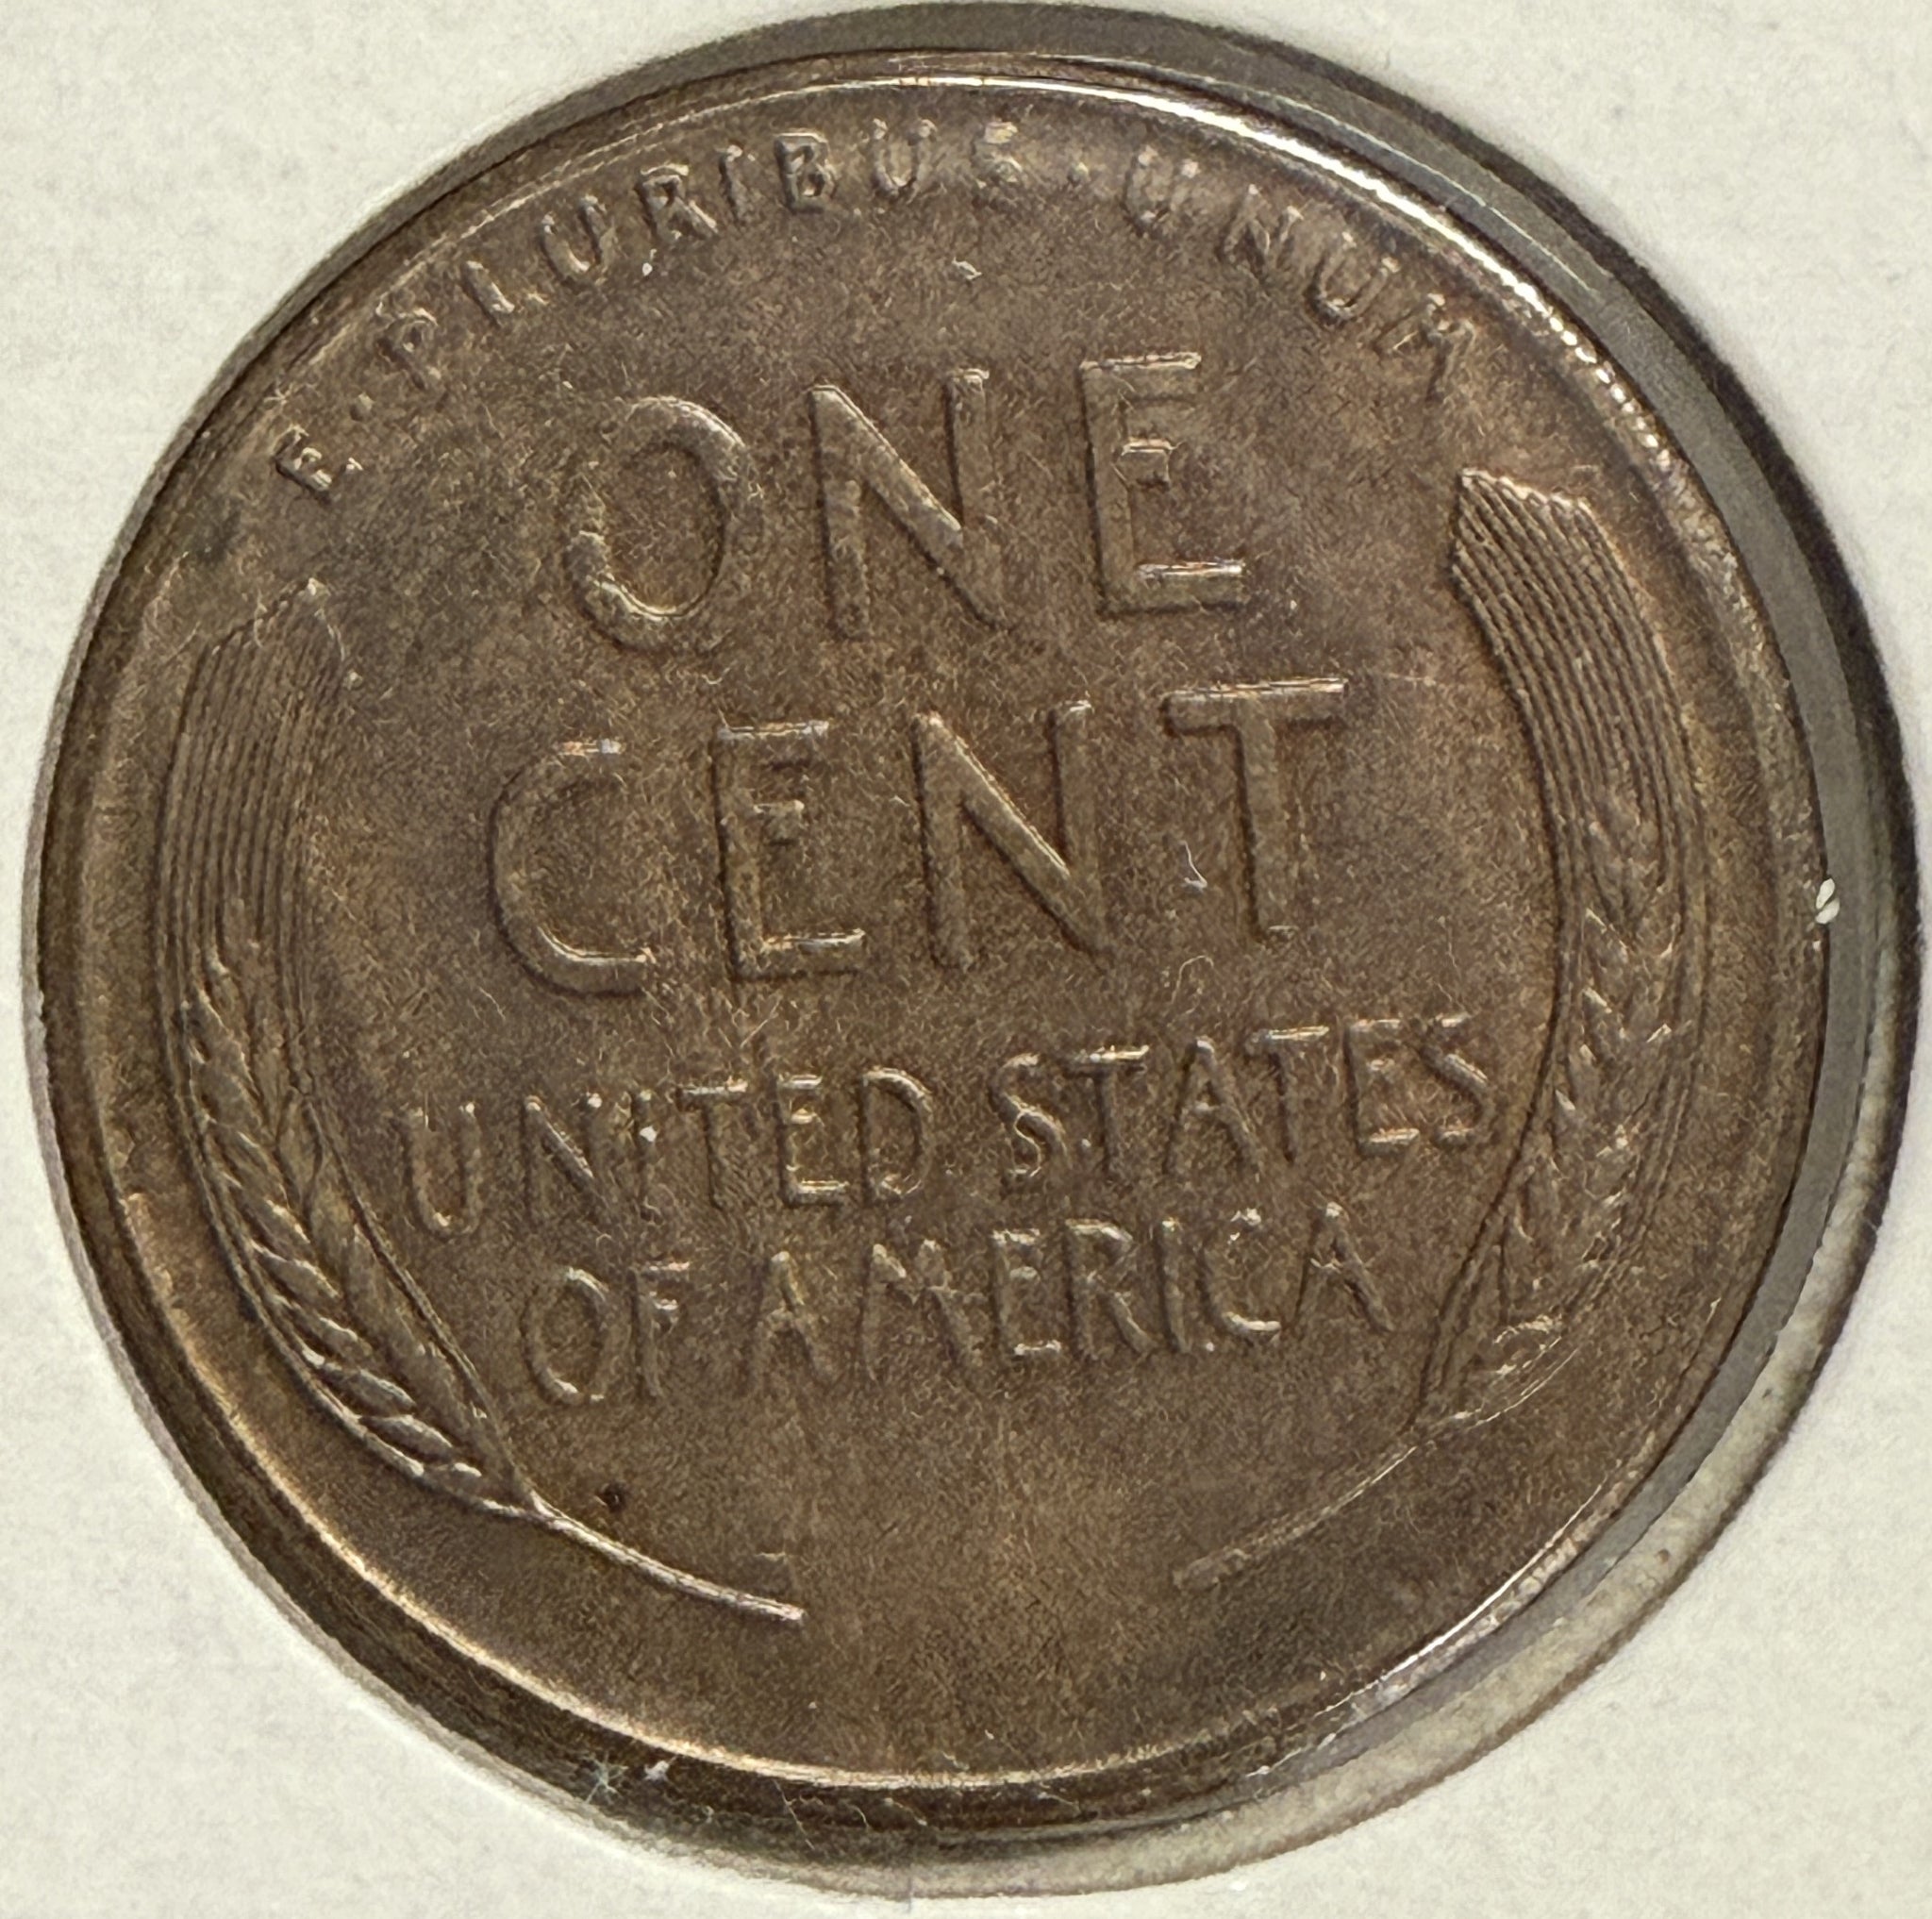 E·PLURIBUS·UNUM
ONE
CENT
UNITED STATES
OF AMERICA